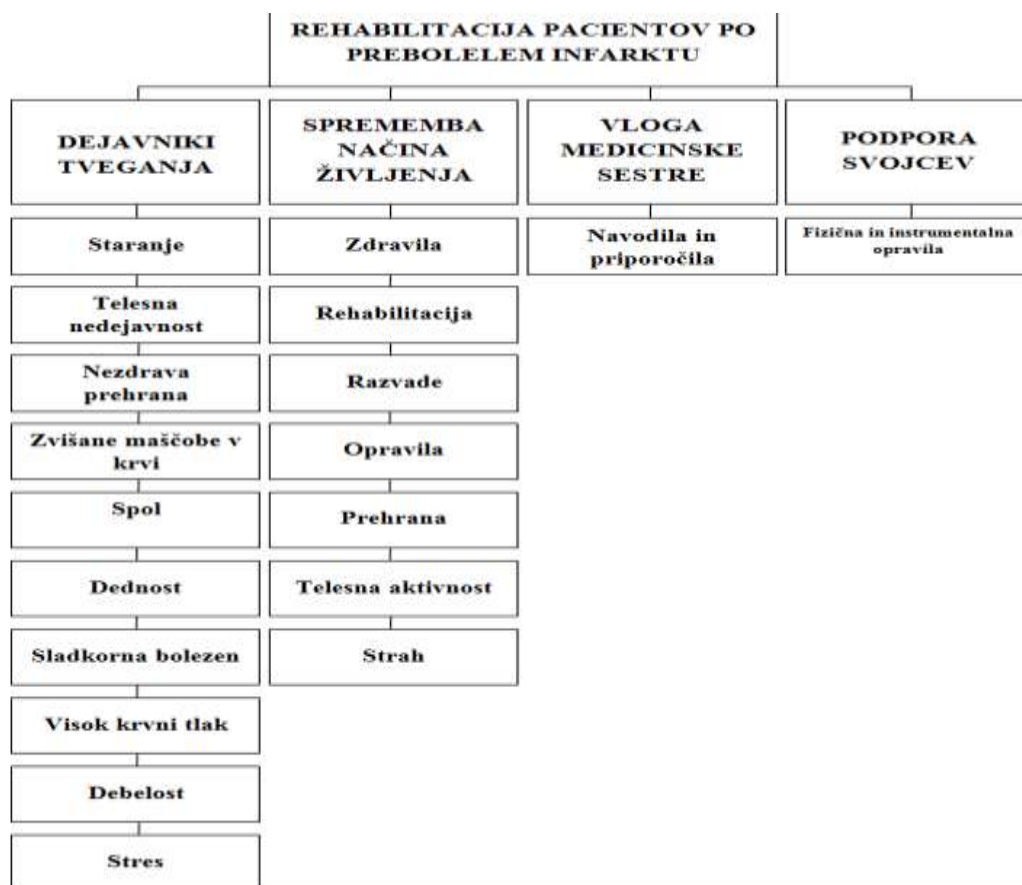 REHABILITACIJA PACIENTOV PO
PREBOLELEM INFARKTU
DEJAVNIKI
TVEGANJA
Staranje
Telesna
nedejavnost
Nezdrava
prehrana
Zvišane maščobe v
krvi
Spol
Dednost
Sladkorna bolezen
Visok krvni tlak
Debelost
Stres
SPREMEMBA
NAČINA
ŽIVLJENJA
Zdravila
Rehabilitacija
Razvade
Opravila
Prehrana
Telesna aktivnost
Strah
VLOGA
MEDICINSKE
SESTRE
Navodila in
priporočila
PODPORA
SVOJCEV
Fizična in instrumentalna
opravila